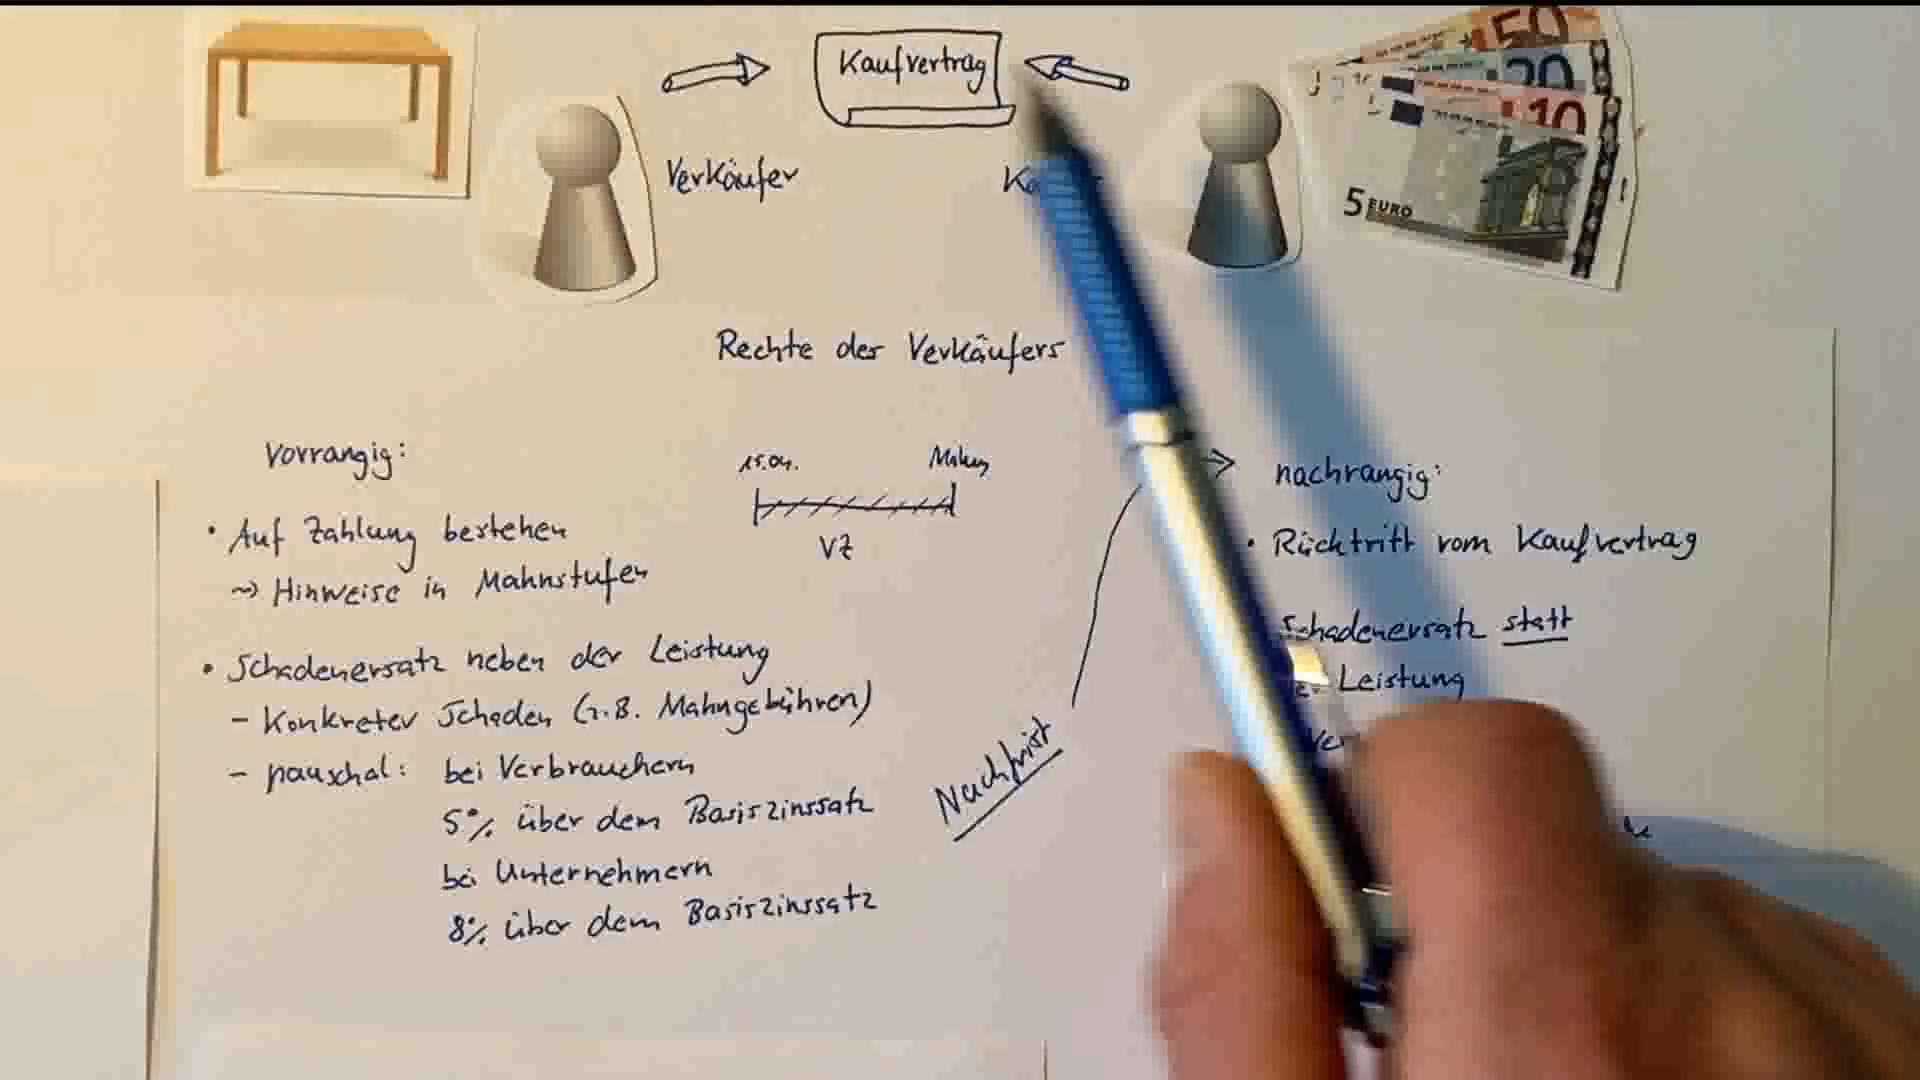 Kaufvertrag
Verkäufer
50
20
10
5 EURO
Rechte des Verkäufers
vorrangig:
15.04.
Mahnung
VZ
nachrangig:
• Auf Zahlung bestehen
~> Hinweise in Mahnstufen
• Rücktritt vom Kaufvertrag
• Schadenersatz neben der Leistung
- Konkreter Schaden (z.B. Mahngebühren)
- pauschal: bei Verbrauchern
5% über dem Basiszinssatz
bei Unternehmern
8% über dem Basiszinssatz
Nachfrist
Schadenersatz statt
Leistung